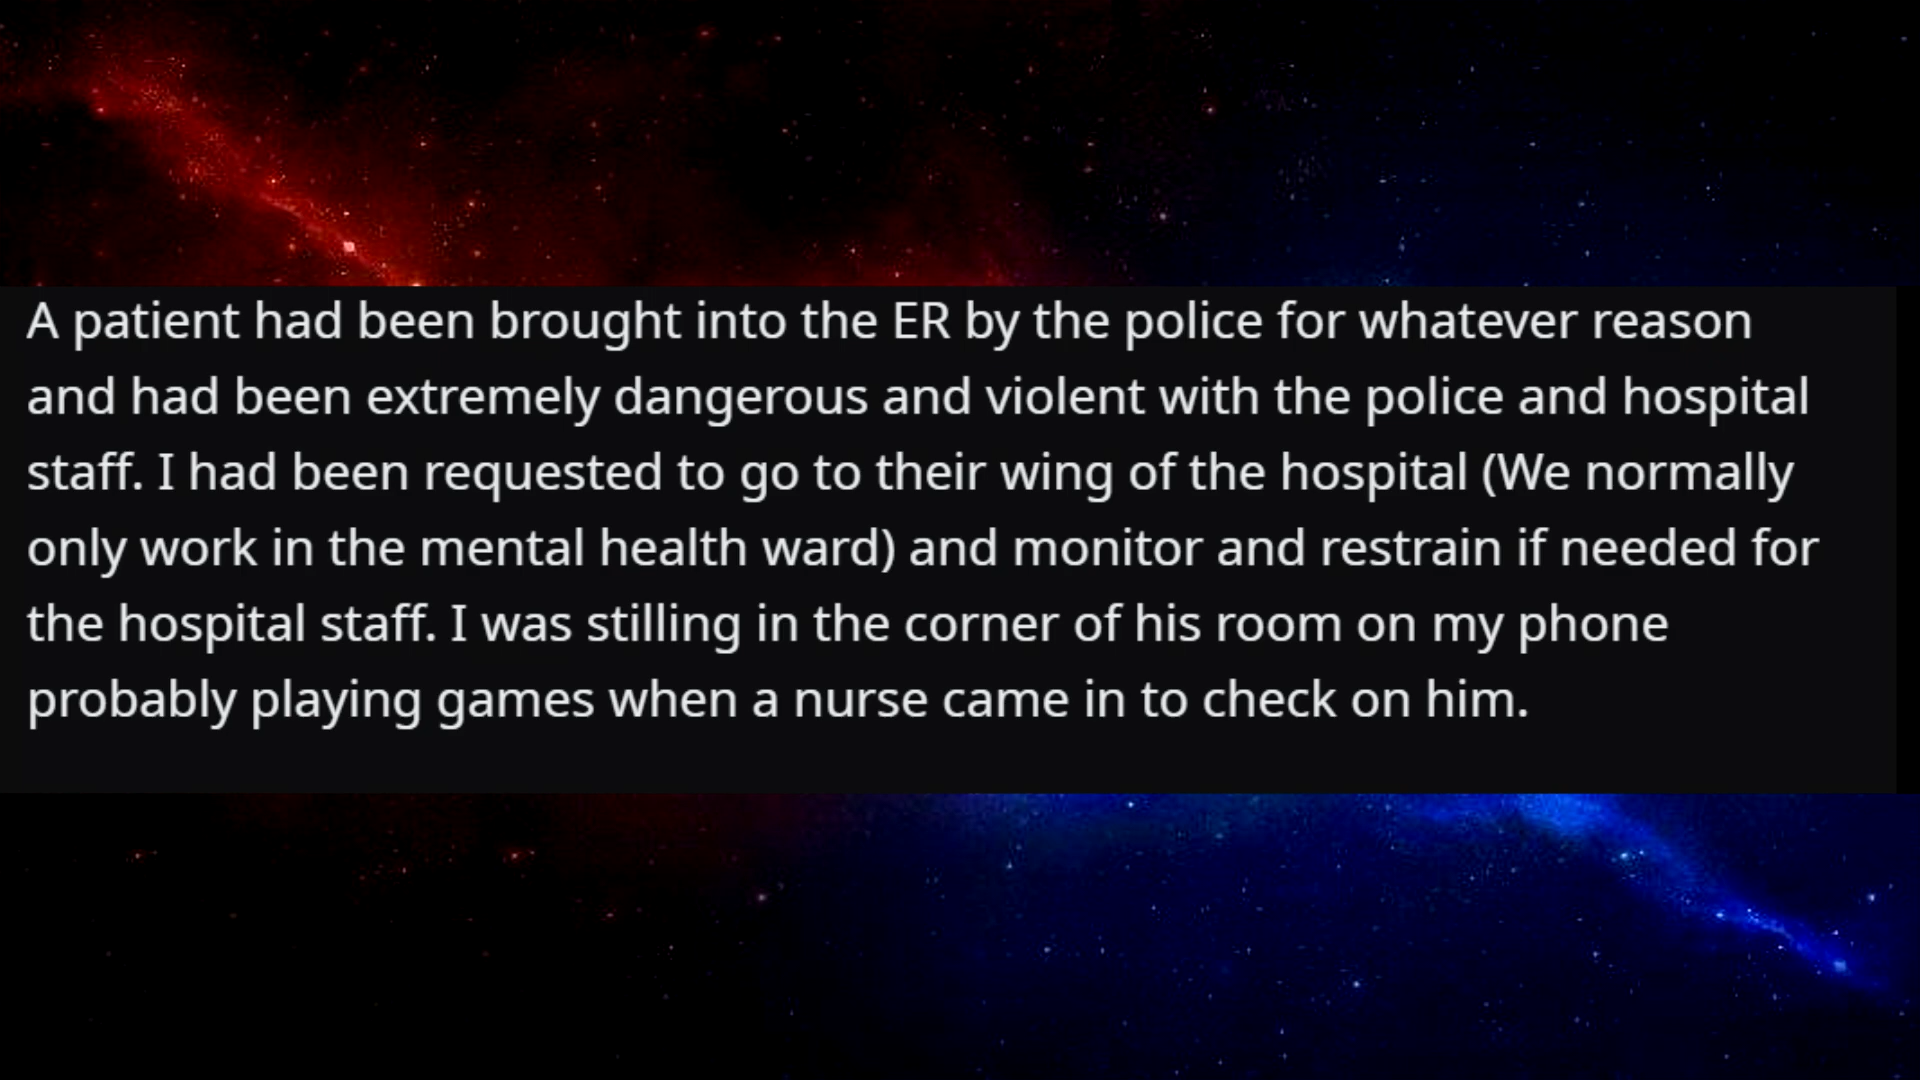 A patient had been brought into the ER by the police for whatever reason
and had been extremely dangerous and violent with the police and hospital
staff. I had been requested to go to their wing of the hospital (We normally
only work in the mental health ward) and monitor and restrain if needed for
the hospital staff. I was stilling in the corner of his room on my phone
probably playing games when a nurse came in to check on him.